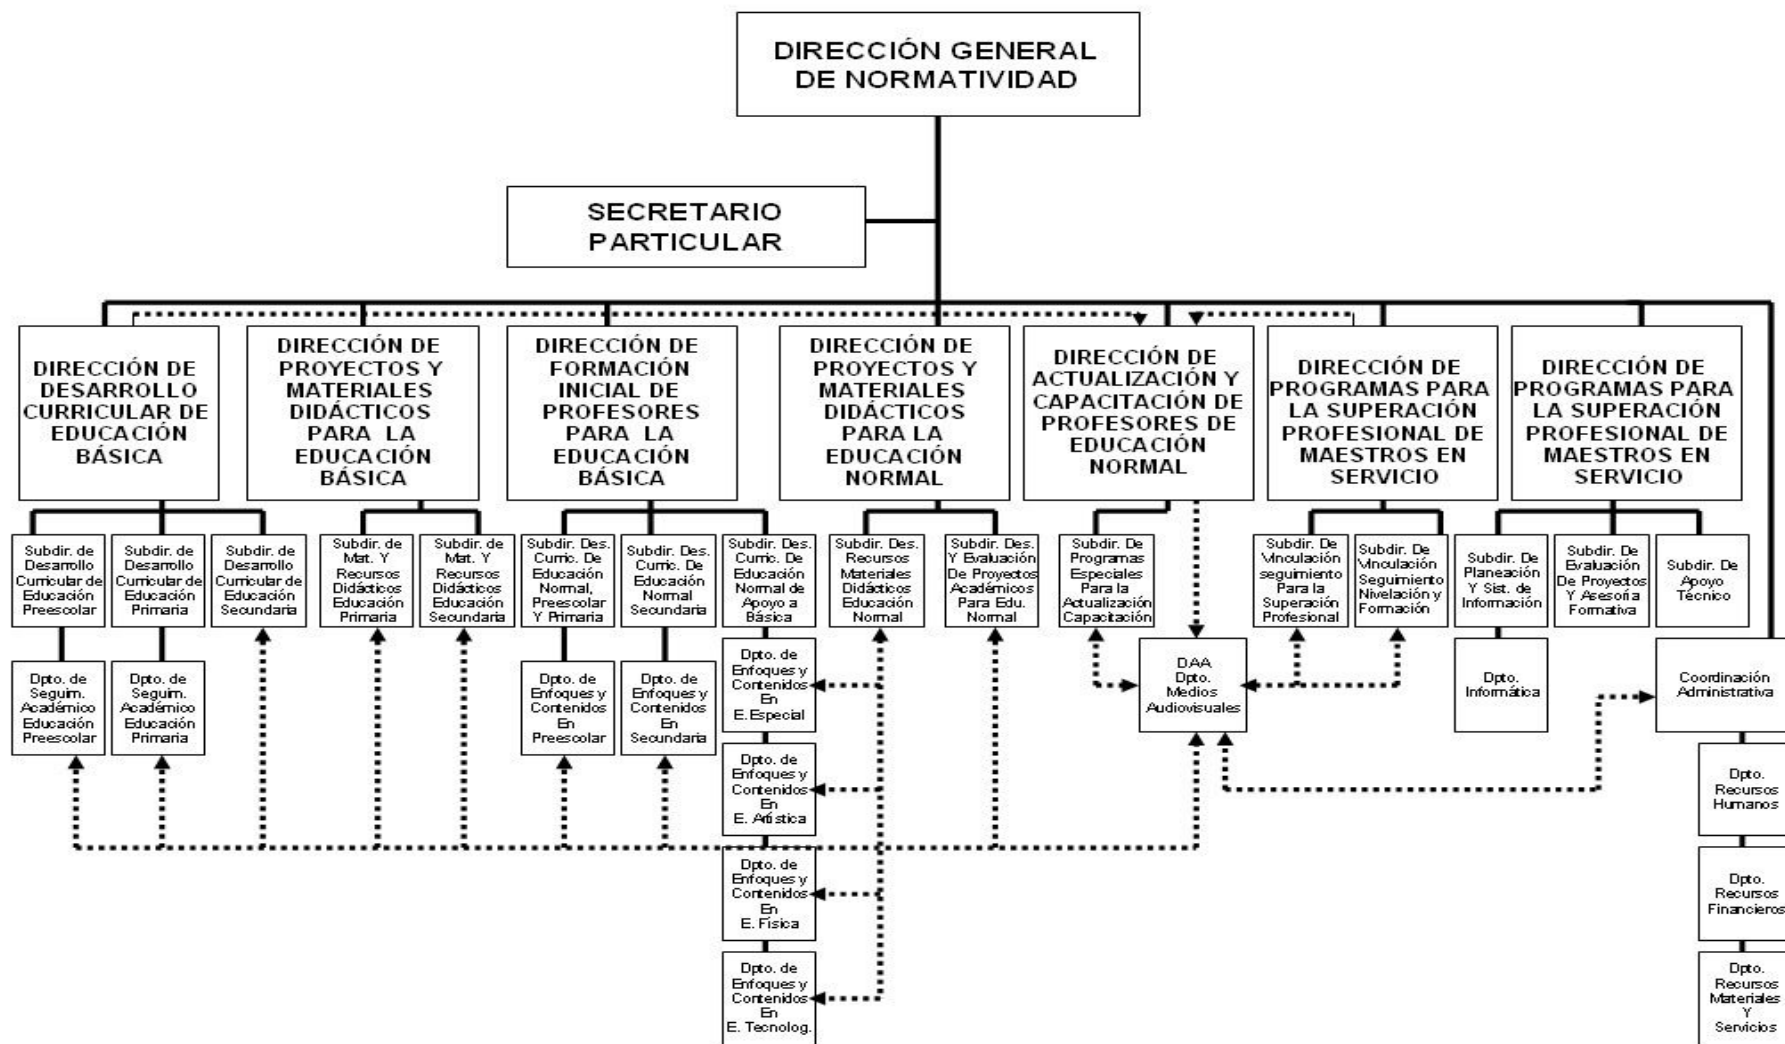 DIRECCIÓN GENERAL
DE NORMATIVIDAD
SECRETARIO
PARTICULAR
DIRECCIÓN DE
DESARROLLO
CURRICULAR DE
EDUCACIÓN
BÁSICA
DIRECCIÓN DE
PROYECTOS Y
MATERIALES
DIDÁCTICOS
PARA LA
EDUCACIÓN
BÁSICA
DIRECCIÓN DE
FORMACIÓN
INICIAL DE
PROFESORES
PARA LA
EDUCACIÓN
BÁSICA
DIRECCIÓN DE
PROYECTOS Y
MATERIALES
DIDÁCTICOS
PARA LA
EDUCACIÓN
NORMAL
DIRECCIÓN DE
ACTUALIZACIÓN Y
CAPACITACIÓN DE
PROFESORES DE
EDUCACIÓN
NORMAL
DIRECCIÓN DE
PROGRAMAS PARA
LA SUPERACIÓN
PROFESIONAL DE
MAESTROS EN
SERVICIO
DIRECCIÓN DE
PROGRAMAS PARA
LA SUPERACIÓN
PROFESIONAL DE
MAESTROS EN
SERVICIO
Subdir. de
Desarrollo
Curricular de
Educación
Preescolar
Subdir. de
Desarrollo
Curricular de
Educación
Primaria
Subdir. de
Desarrollo
Curricular de
Educación
Secundaria
Subdir. de
Mat. Y
Recursos
Didácticos
Educación
Primaria
Subdir. de
Mat. Y
Recursos
Didácticos
Educación
Secundaria
Subdir. Des.
Curric. De
Educación
Normal,
Preescolar
Y Primaria
Subdir. Des.
Curric. De
Educación
Normal
Secundaria
Subdir. Des.
Curric. De
Educación
Normal de
Apoyo a
Básica
Subdir. Des.
Recursos
Materiales
Didácticos
Educación
Normal
Subdir. Des.
Y Evaluación
De Proyectos
Académicos
Para Edu.
Normal
Subdir. De
Programas
Especiales
Para la
Actualización
Capacitación
Subdir. De
Vinculación
seguimiento
Para la
Superación
Profesional
Subdir. De
Vinculación
Seguimiento
Nivelación y
Formación
Subdir. De
Planeación
Y Sist. de
Información
Subdir. De
Evaluación
De Proyectos
Y Asesoría
Formativa
Subdir. De
Apoyo
Técnico
Dpto. de
Seguim.
Académico
Educación
Preescolar
Dpto. de
Seguim.
Académico
Educación
Primaria
Dpto. de
Enfoques y
Contenidos
En
Preescolar
Dpto. de
Enfoques y
Contenidos
En
Secundaria
Dpto. de
Enfoques y
Contenidos
En
E. Especial
DAA
Dpto.
Medios
Audiovisuales
Dpto.
Informática
Coordinación
Administrativa
Dpto. de
Enfoques y
Contenidos
En
E. Artística
Dpto.
Recursos
Humanos
Dpto. de
Enfoques y
Contenidos
En
E. Física
Dpto.
Recursos
Financieros
Dpto. de
Enfoques y
Contenidos
En
E. Tecnolog.
Dpto.
Recursos
Materiales
Y
Servicios